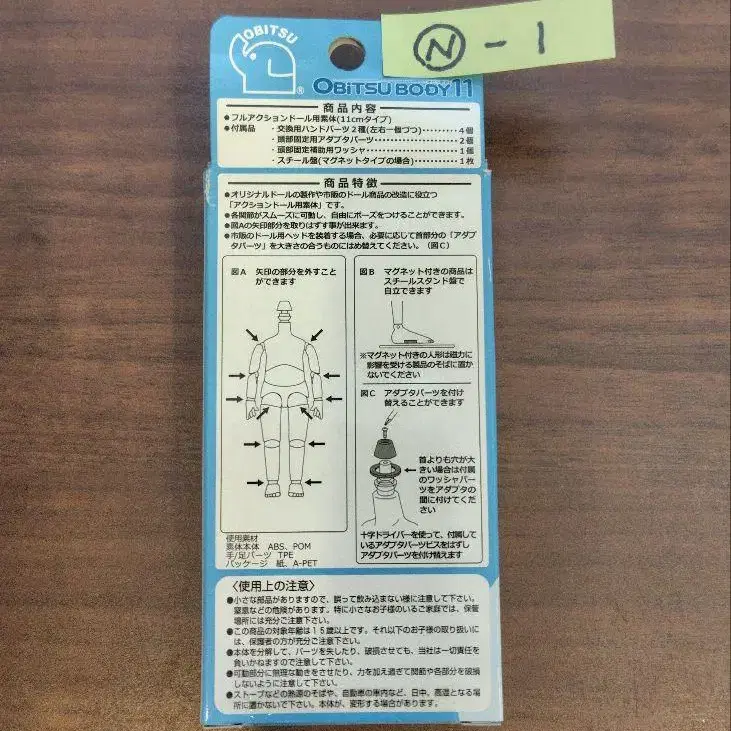 OBITSU
®
Ⓝ-1
OBITSU BODY 11
商品内容
●フルアクションドール用素体(11cmタイプ)
●付属品 ・交換用ハンドパーツ2種(左右一個づつ)・・・・・・・・4個
・頭部固定用アダプタパーツ・・・・・・・・・・・・2個
・頭部固定補助用ワッシャ・・・・・・・・・・・・・1個
・スチール盤(マグネットタイプの場合)・・・・・・・・1枚
商品特徴
●オリジナルドールの製作や市販のドール商品の改造に役立つ
「アクションドール用素体」です。
●各関節がスムーズに可動し、自由にポーズをつけることができます。
●図Aの矢印部分を取りはずす事が出来ます。
●市販のドール用ヘッドを装着する場合、必要に応じて首部分の「アダプ
タパーツ」を大きさの合うものにはめ替えてください。(図C)
図A 矢印の部分を外すこと
ができます
図B マグネット付きの商品は
スチールスタンド盤で
自立できます
※マグネット付きの人形は磁力に
影響を受ける製品のそばに置か
ないでください
図C アダプタパーツを付け
替えることができます
首よりも穴が大
きい場合は付属
のワッシャパー
ツをアダプタの
間に付けてくだ
さい
十字ドライバーを使って、付属して
いるアダプタパーツビスをはずし
アダプタパーツを付け替えます
使用素材
素体本体 ABS、POM
手/足パーツ TPE
パッケージ 紙、A-PET
〈使用上の注意〉
●小さな部品がありますので、誤って飲み込まない様に注意して下さい。
窒息などの危険があります。特に小さなお子様のいるご家庭では、保管
場所には充分ご注意下さい。
●この商品の対象年齢は15歳以上です。それ以下のお子様の取り扱いに
は、保護者の方が充分ご注意下さい。
●本体を分解して、パーツを失したり、破損させても、当社は一切責任を
負いかねますので注意して下さい。
●可動部分に無理な動きをさせたり、力を加え過ぎて関節や各部分を破損
しないように注意して下さい。
●ストーブなどの熱源のそばや、自動車の車内など、日中、高温となる場
所に置かないで下さい。本体が、変形する場合があります。